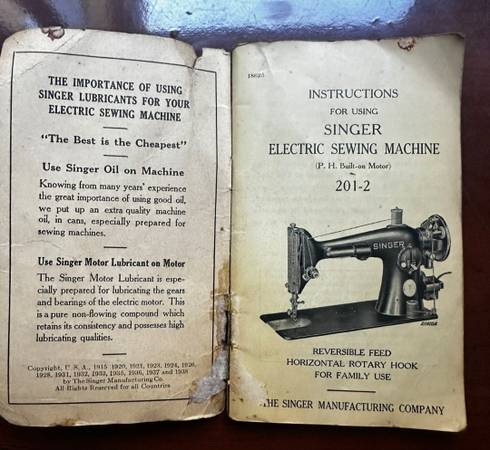 THE IMPORTANCE OF USING
SINGER LUBRICANTS FOR YOUR
ELECTRIC SEWING MACHINE
"The Best is the Cheapest"
Use Singer Oil on Machine
Knowing from many years' experience
the great importance of using good oil,
we put up an extra quality machine
oil, in cans, especially prepared for
sewing machines.
Use Singer Motor Lubricant on Motor
The Singer Motor Lubricant is espe-
cially prepared for lubricating the gears
and bearings of the electric motor. This
is a pure non-flowing compound which
retains its consistency and possesses high
lubricating qualities.
Copyright, U. S. A., 1915 1920, 1921, 1923, 1924, 1926,
1928, 1931, 1932, 1933, 1935, 1936, 1937 and 1938
by The Singer Manufacturing Co.
All Rights Reserved for all Countries
INSTRUCTIONS
FOR USING
SINGER
ELECTRIC SEWING MACHINE
(P. H. Built-on Motor)
201-2
SINGER
SINGER
REVERSIBLE FEED
HORIZONTAL ROTARY HOOK
FOR FAMILY USE
THE SINGER MANUFACTURING COMPANY